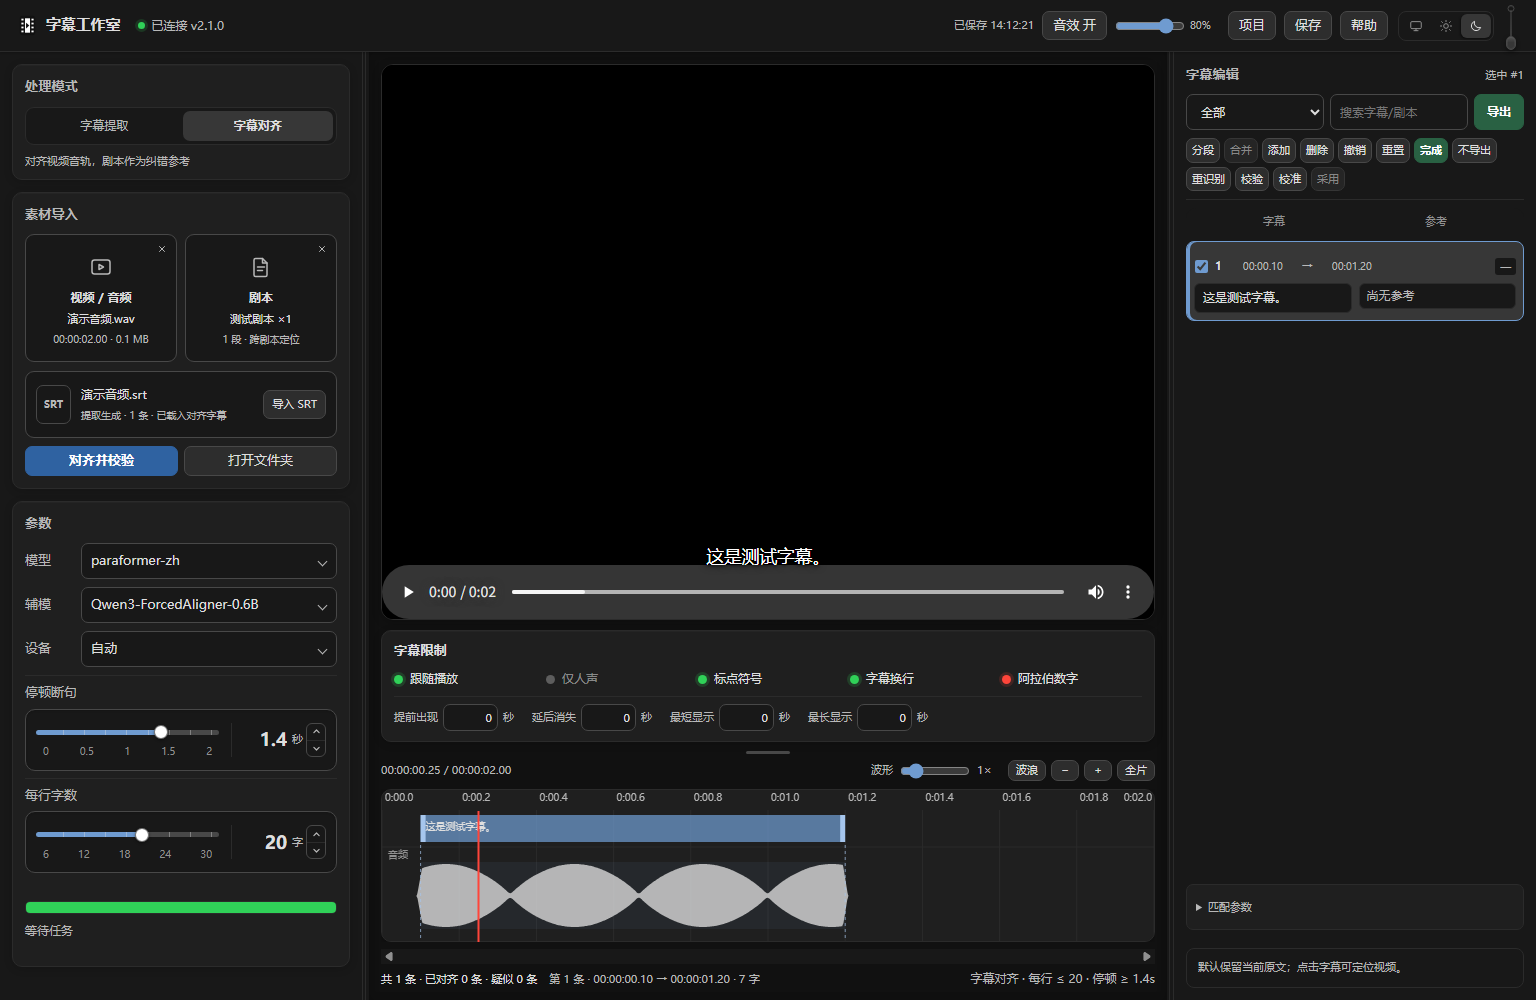 字幕工作室 已连接 v2.1.0 已保存 14:12:21 音效 开 80% 项目 保存 帮助
处理模式
字幕提取 字幕对齐
对齐视频音轨，剧本作为纠错参考
素材导入
× ×
视频 / 音频 剧本
演示音频.wav 测试剧本 ×1
00:00:02.00 · 0.1 MB 1 段 · 跨剧本定位
SRT
演示音频.srt
提取生成 · 1 条 · 已载入对齐字幕
导入 SRT
对齐并校验 打开文件夹
参数
模型 paraformer-zh
辅模 Qwen3-ForcedAligner-0.6B
设备 自动
停顿断句
0 0.5 1 1.5 2
1.4 秒
每行字数
6 12 18 24 30
20 字
等待任务
这是测试字幕。
0:00 / 0:02
字幕限制
跟随播放 仅人声 标点符号 字幕换行 阿拉伯数字
提前出现 0 秒 延后消失 0 秒 最短显示 0 秒 最长显示 0 秒
00:00:00.25 / 00:00:02.00 波形 1× 波浪 − + 全片
0:00.0 0:00.2 0:00.4 0:00.6 0:00.8 0:01.0 0:01.2 0:01.4 0:01.6 0:01.8 0:02.0
这是测试字幕。
音频
共 1 条 · 已对齐 0 条 · 疑似 0 条 第 1 条 · 00:00:00.10 → 00:00:01.20 · 7 字 字幕对齐 · 每行 ≤ 20 · 停顿 ≥ 1.4s
字幕编辑 选中 #1
全部 搜索字幕/剧本 导出
分段 合并 添加 删除 撤销 重置 完成 不导出
重识别 校验 校准 采用
字幕 参考
1 00:00.10 → 00:01.20 —
这是测试字幕。 尚无参考
匹配参数
默认保留当前原文；点击字幕可定位视频。